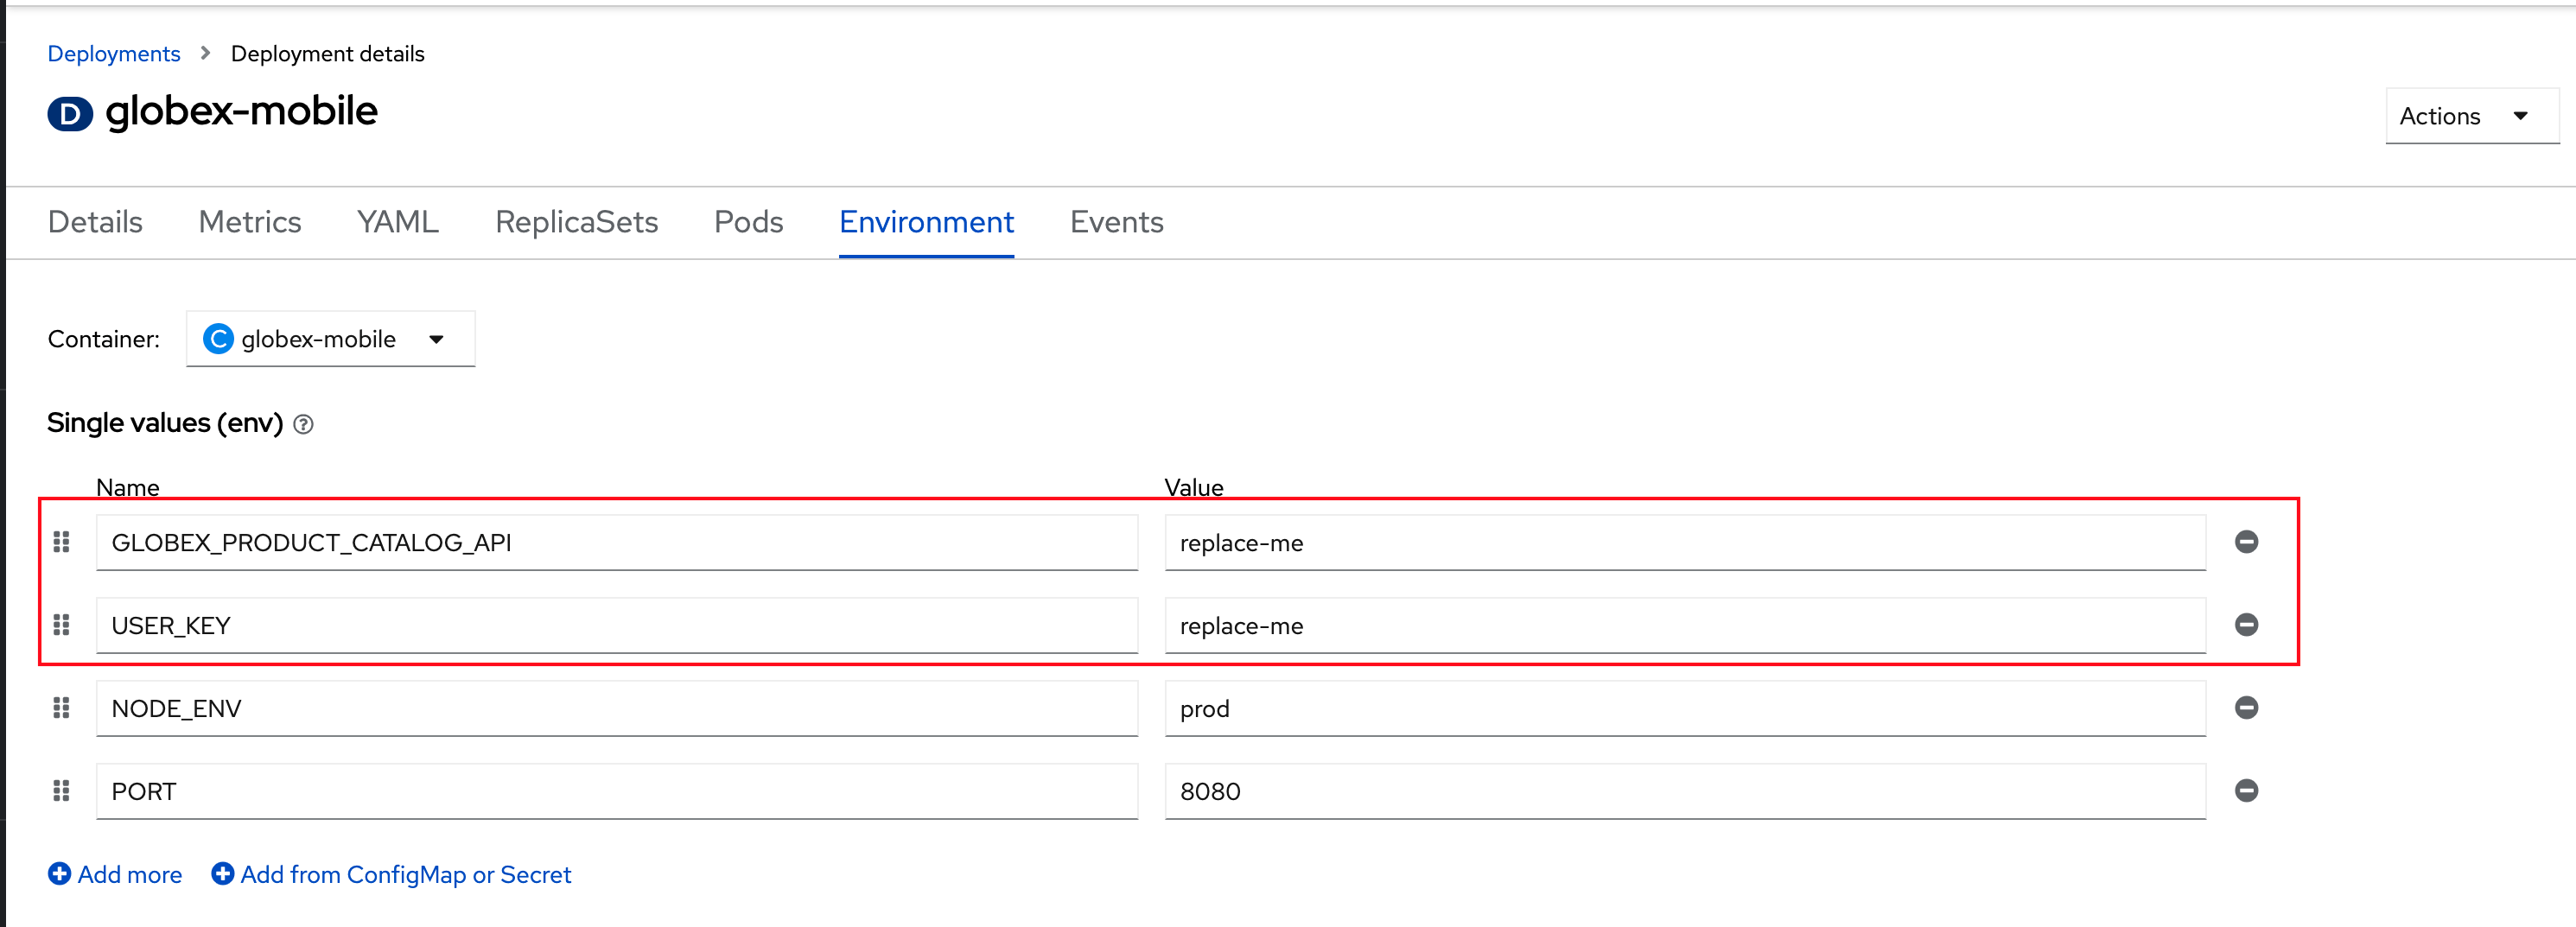 Deployments > Deployment details
D globex-mobile
Actions
Details Metrics YAML ReplicaSets Pods Environment Events
Container: C globex-mobile
Single values (env) ?
Name Value
GLOBEX_PRODUCT_CATALOG_API replace-me
USER_KEY replace-me
NODE_ENV prod
PORT 8080
Add more Add from ConfigMap or Secret